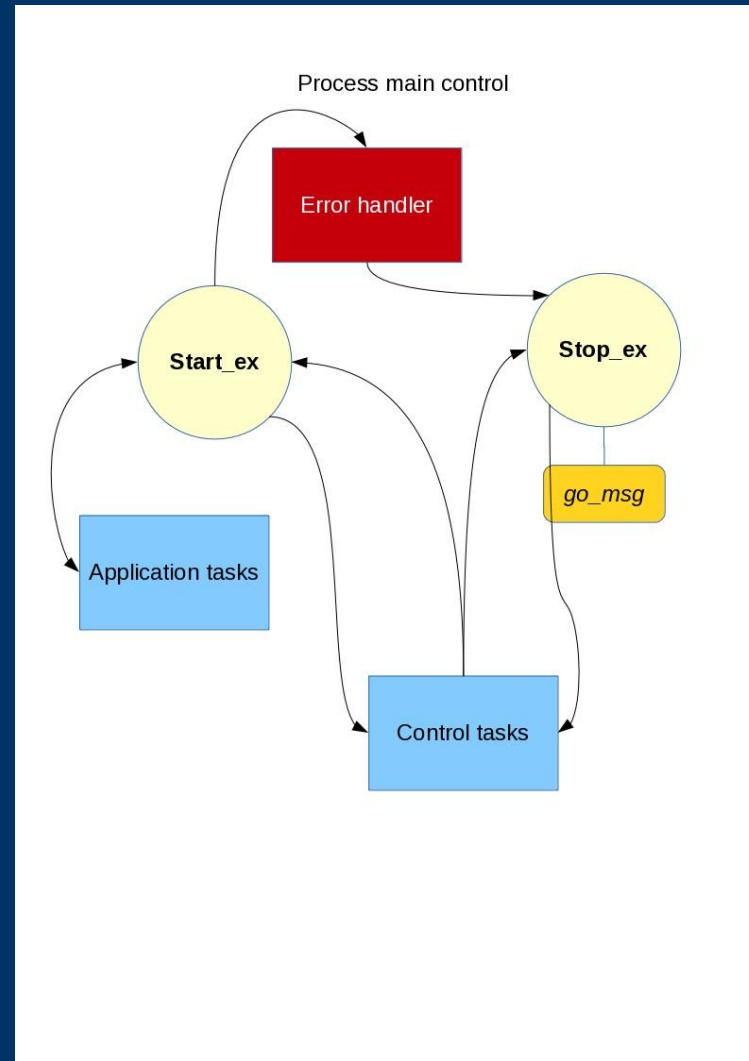 Process main control
Error handler
Start_ex
Stop_ex
go_msg
Application tasks
Control tasks